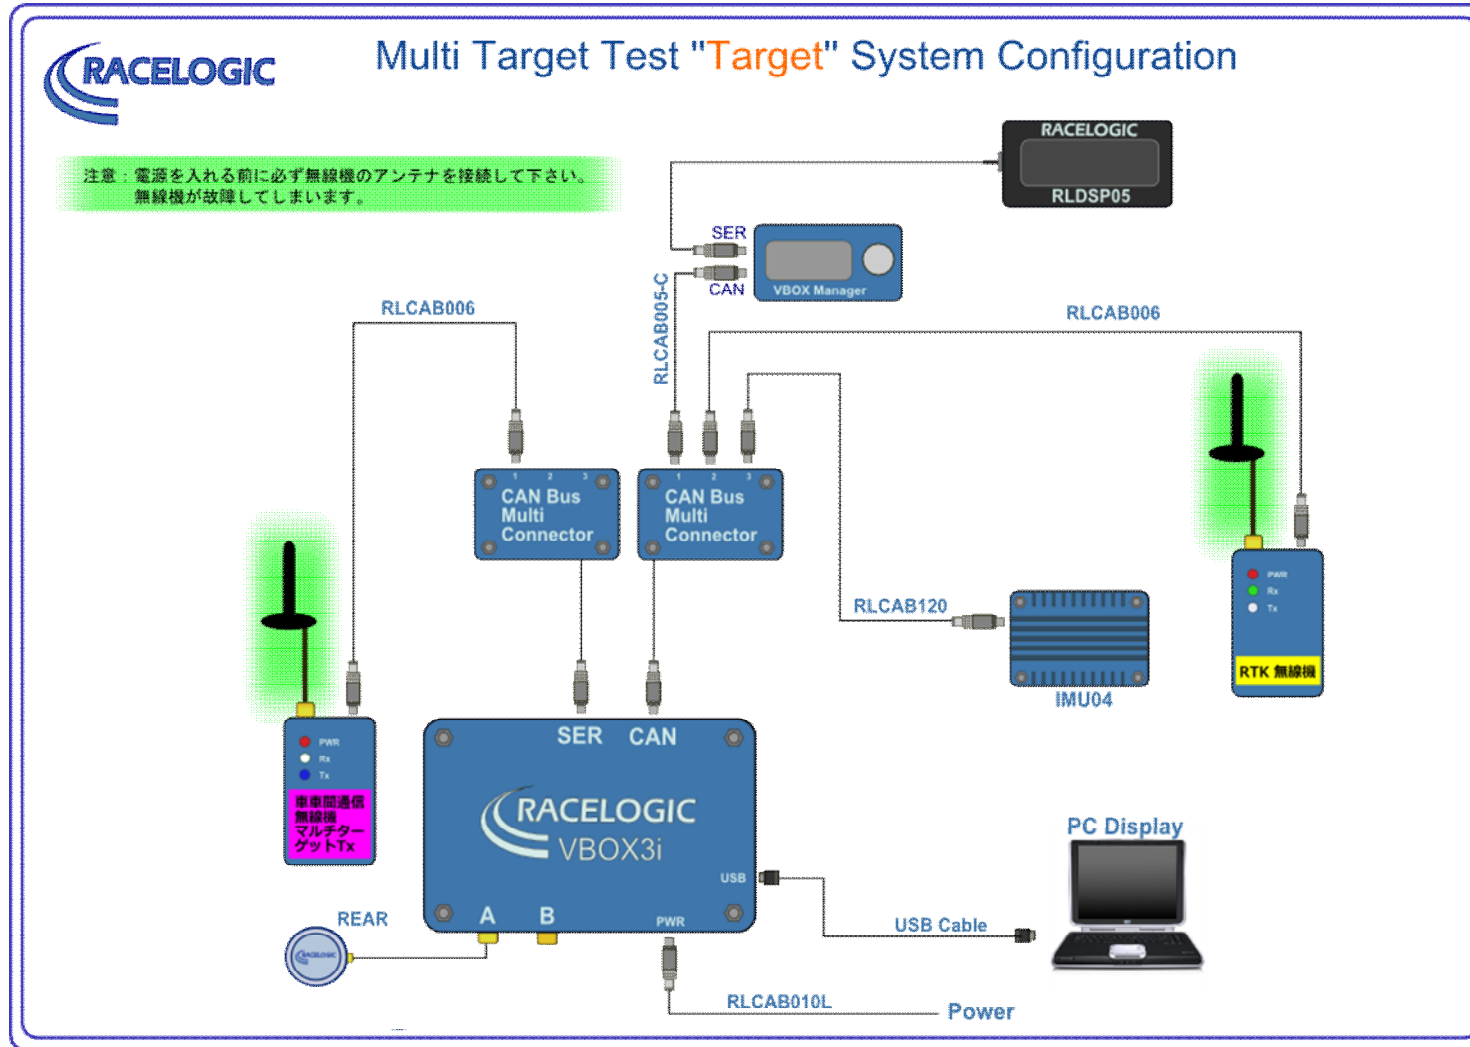 RACELOGIC
Multi Target Test "Target" System Configuration
注意：電源を入れる前に必ず無線機のアンテナを接続して下さい。
無線機が故障してしまいます。
RACELOGIC
RLDSP05
SER
CAN
VBOX Manager
RLCAB006
RLCAB005-C
RLCAB006
1 2 3
CAN Bus
Multi
Connector
1 2 3
CAN Bus
Multi
Connector
PWR
Rx
Tx
RTK 無線機
RLCAB120
IMU04
PWR
Rx
Tx
車車間通信
無線機
マルチター
ゲットTx
SER CAN
RACELOGIC
VBOX3i
USB
A B
PWR
REAR
RACELOGIC
PC Display
USB Cable
RLCAB010L
Power